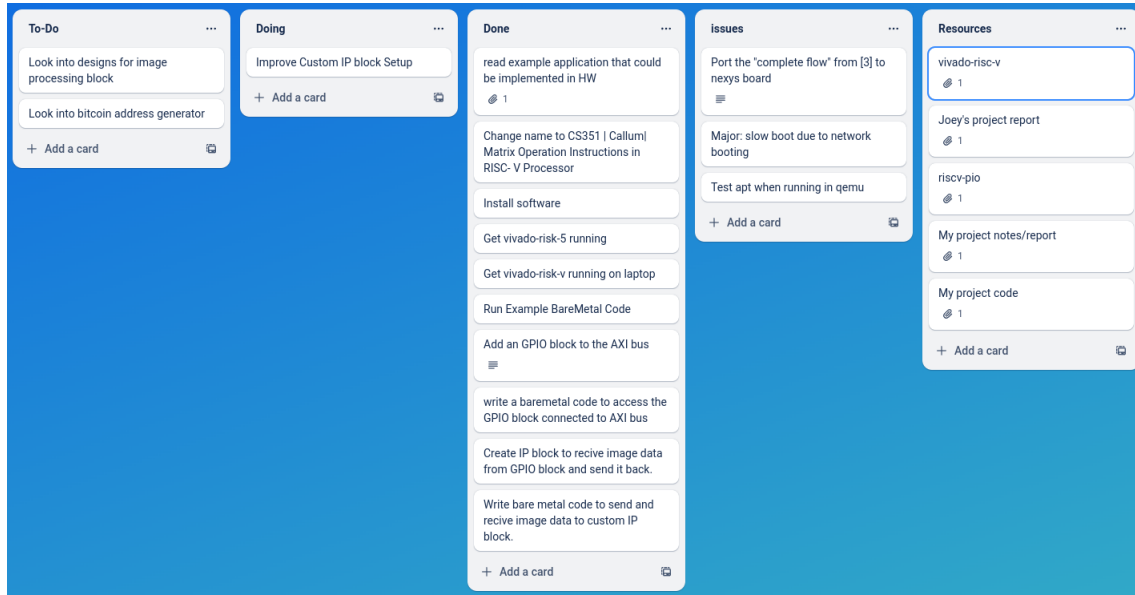 To-Do
Look into designs for image
processing block
Look into bitcoin address generator
+ Add a card
Doing
Improve Custom IP block Setup
+ Add a card
Done
read example application that could
be implemented in HW
1
Change name to CS351 | Callum|
Matrix Operation Instructions in
RISC- V Processor
Install software
Get vivado-risk-5 running
Get vivado-risk-v running on laptop
Run Example BareMetal Code
Add an GPIO block to the AXI bus
write a baremetal code to access the
GPIO block connected to AXI bus
Create IP block to recive image data
from GPIO block and send it back.
Write bare metal code to send and
recive image data to custom IP
block.
+ Add a card
issues
Port the "complete flow" from [3] to
nexys board
Major: slow boot due to network
booting
Test apt when running in qemu
+ Add a card
Resources
vivado-risc-v
1
Joey's project report
1
riscv-pio
1
My project notes/report
1
My project code
1
+ Add a card